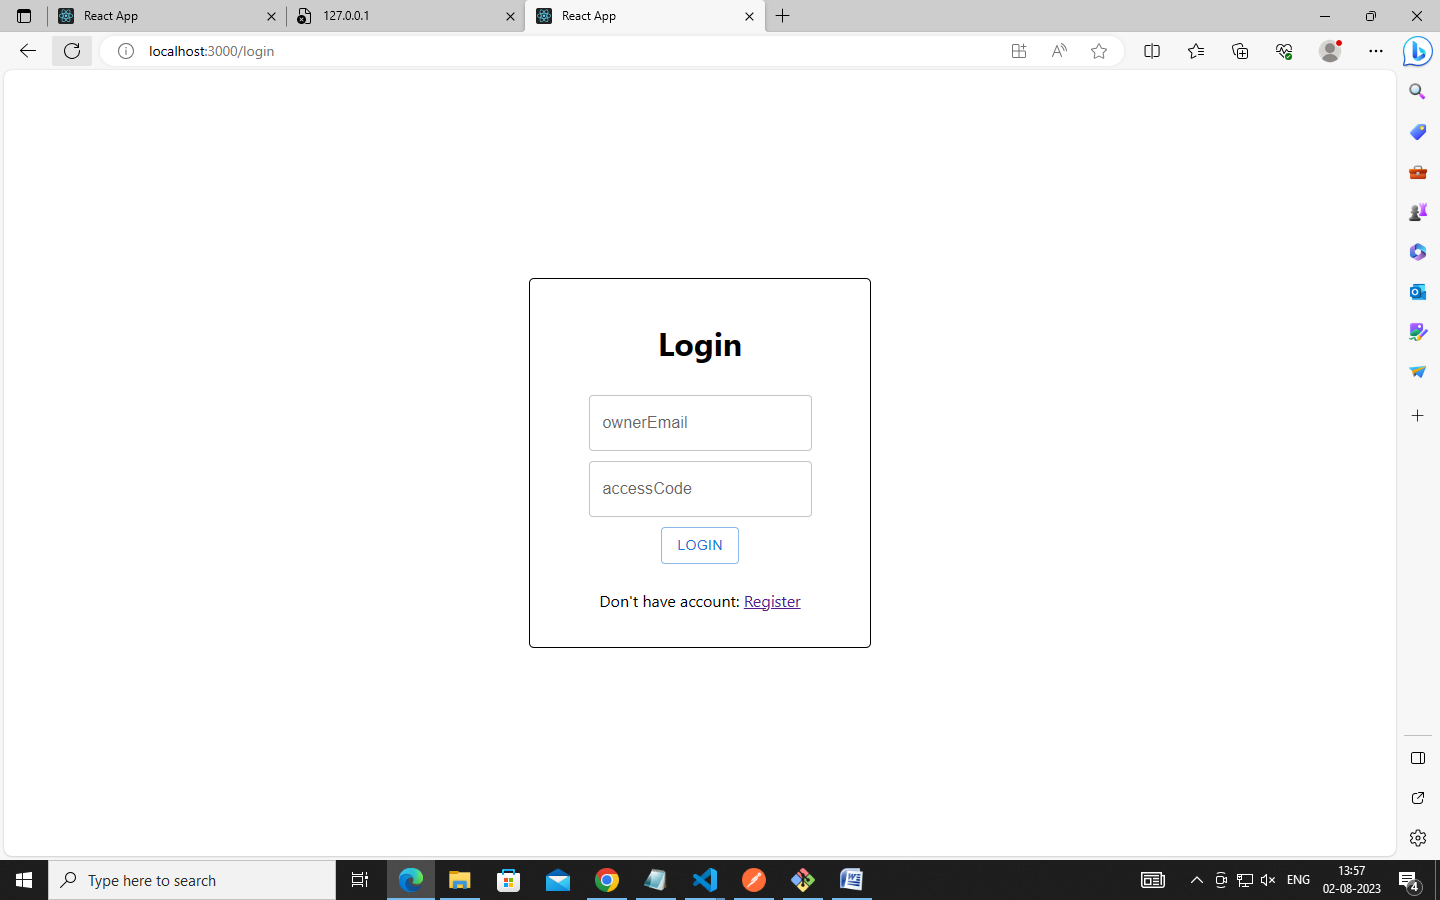 React App
127.0.0.1
React App
localhost:3000/login
Login
ownerEmail
accessCode
LOGIN
Don't have account: Register
Type here to search
ENG
13:57
02-08-2023
4